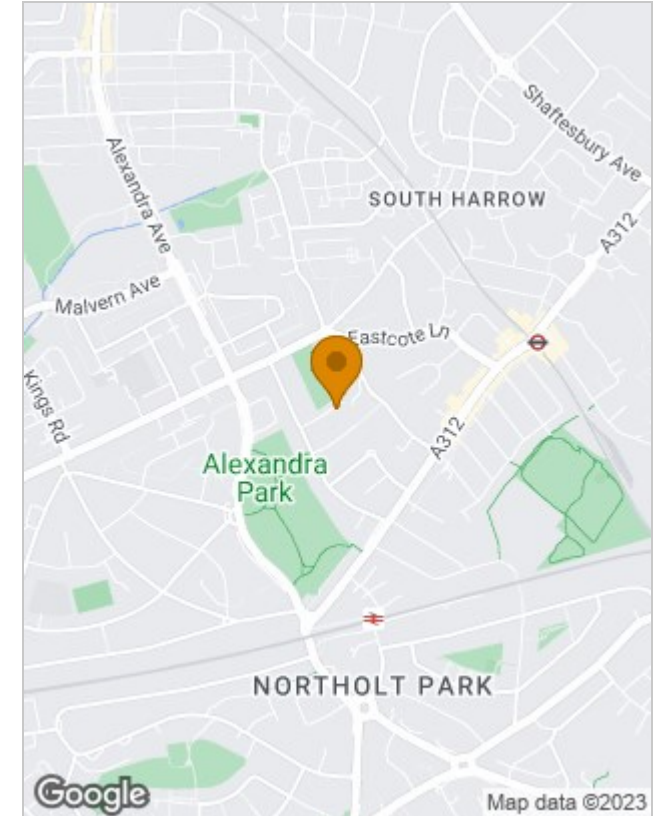 Shaftesbury Ave
Alexandra Ave
SOUTH HARROW
A312
Malvern Ave
Eastcote Ln
Kings Rd
A312
Alexandra
Park
NORTHOLT PARK
Google
Map data ©2023